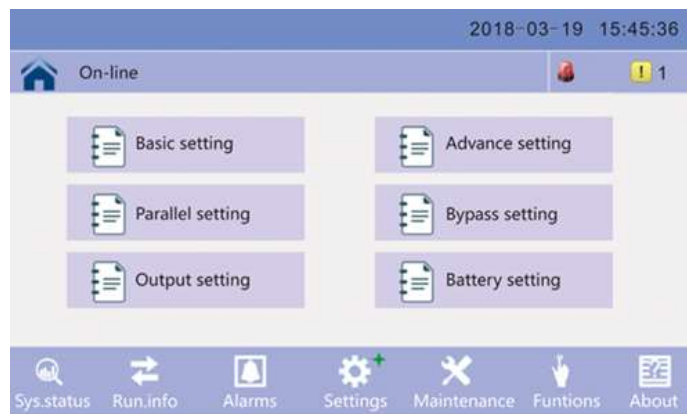 2018-03-19 15:45:36
On-line 1
Basic setting Advance setting
Parallel setting Bypass setting
Output setting Battery setting
Sys.status Run.info Alarms Settings Maintenance Funtions About